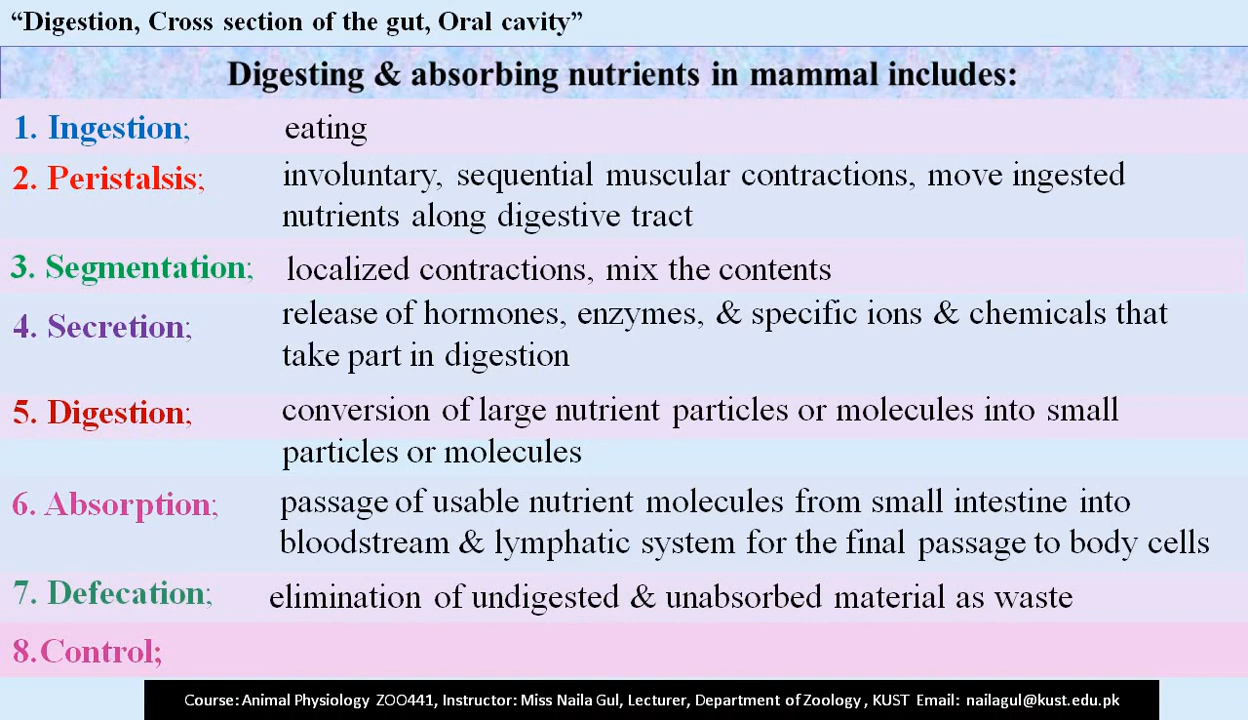 “Digestion, Cross section of the gut, Oral cavity”
Digesting & absorbing nutrients in mammal includes:
1. Ingestion; eating
2. Peristalsis; involuntary, sequential muscular contractions, move ingested
nutrients along digestive tract
3. Segmentation; localized contractions, mix the contents
4. Secretion; release of hormones, enzymes, & specific ions & chemicals that
take part in digestion
5. Digestion; conversion of large nutrient particles or molecules into small
particles or molecules
6. Absorption; passage of usable nutrient molecules from small intestine into
bloodstream & lymphatic system for the final passage to body cells
7. Defecation; elimination of undigested & unabsorbed material as waste
8.Control;
Course: Animal Physiology ZOO441, Instructor: Miss Naila Gul, Lecturer, Department of Zoology , KUST Email: nailagul@kust.edu.pk